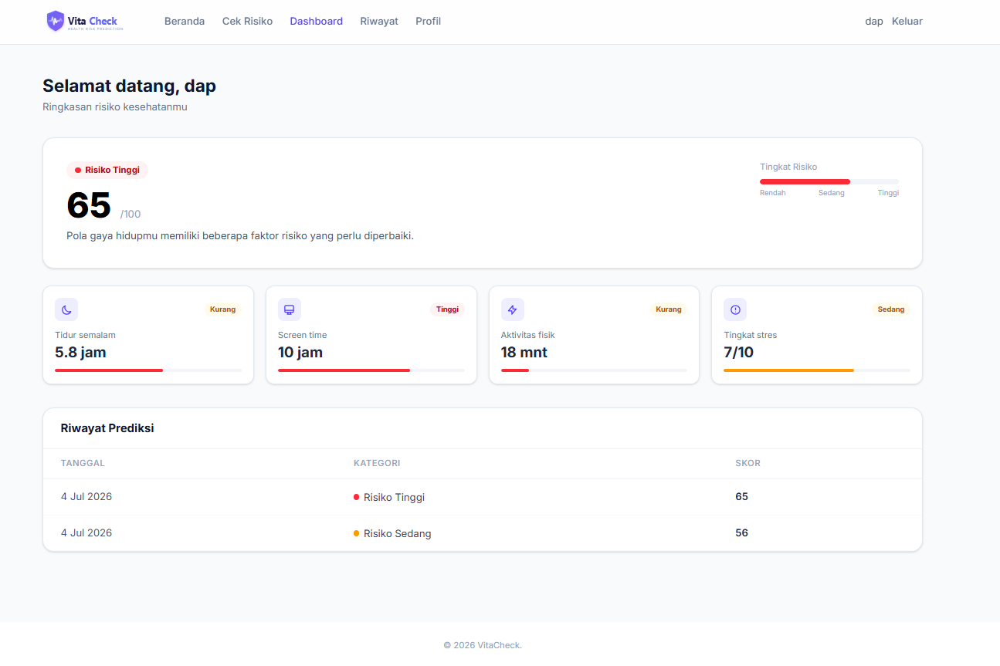 Vita Check
HEALTH RISK PREDICTION
Beranda Cek Risiko Dashboard Riwayat Profil dap Keluar
Selamat datang, dap
Ringkasan risiko kesehatanmu
Risiko Tinggi
65 /100
Pola gaya hidupmu memiliki beberapa faktor risiko yang perlu diperbaiki.
Tingkat Risiko
Rendah Sedang Tinggi
Kurang
Tidur semalam
5.8 jam
Tinggi
Screen time
10 jam
Kurang
Aktivitas fisik
18 mnt
Sedang
Tingkat stres
7/10
Riwayat Prediksi
TANGGAL KATEGORI SKOR
4 Jul 2026 Risiko Tinggi 65
4 Jul 2026 Risiko Sedang 56
© 2026 VitaCheck.